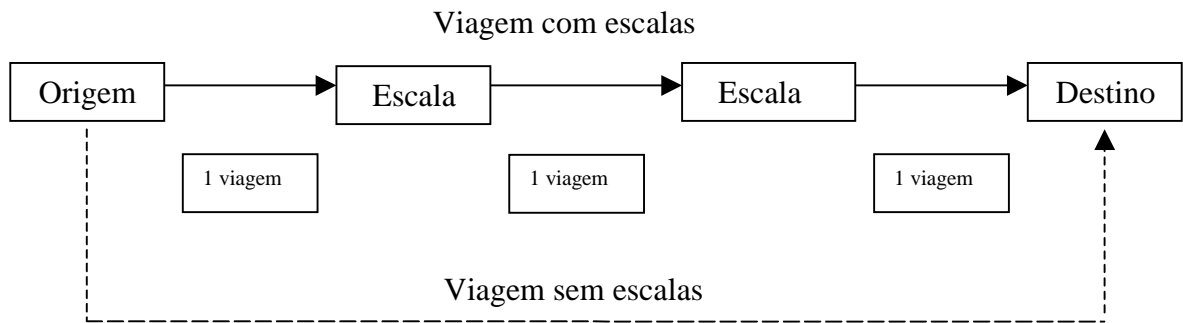 Viagem com escalas
Origem
Escala
Escala
Destino
1 viagem
1 viagem
1 viagem
Viagem sem escalas